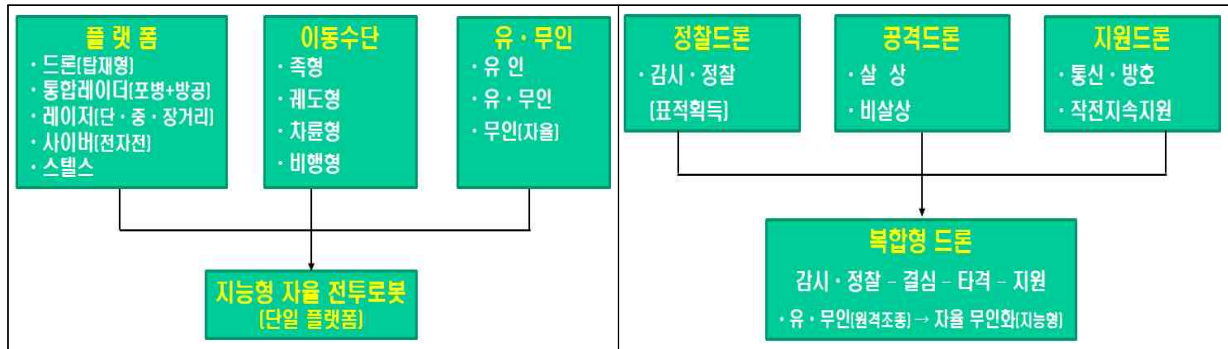 플 랫 폼
· 드론(탑재형)
· 통합레이더(포병+방공)
· 레이저(단 · 중 · 장거리)
· 사이버(전자전)
· 스텔스
이동수단
· 족형
· 궤도형
· 차륜형
· 비행형
유 · 무인
· 유 인
· 유 · 무인
· 무인(자율)
지능형 자율 전투로봇
(단일 플랫폼)
정찰드론
· 감시 · 정찰
(표적획득)
공격드론
· 살 상
· 비살상
지원드론
· 통신 · 방호
· 작전지속지원
복합형 드론
감시 · 정찰 – 결심 – 타격 – 지원
· 유 · 무인(원격조종) → 자율 무인화(지능형)